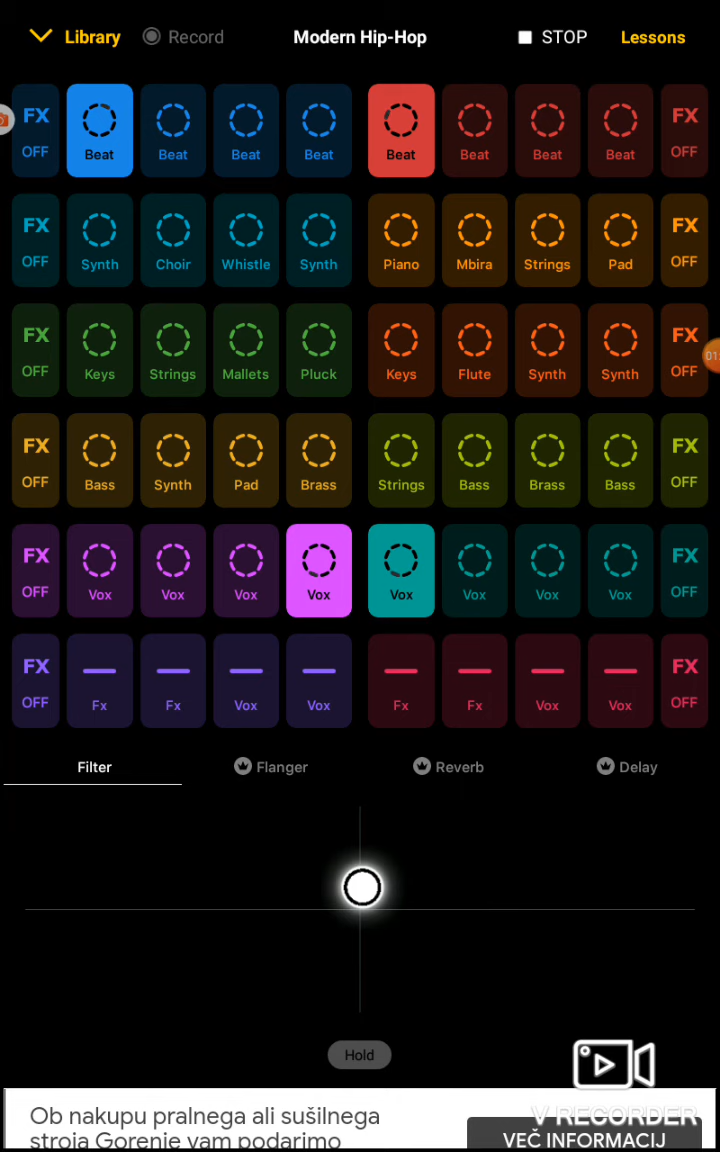 Library Record Modern Hip-Hop STOP Lessons
FX Beat Beat Beat Beat Beat Beat Beat Beat FX
OFF OFF
FX Synth Choir Whistle Synth Piano Mbira Strings Pad FX
OFF OFF
FX Keys Strings Mallets Pluck Keys Flute Synth Synth FX
OFF OFF
01:
FX Bass Synth Pad Brass Strings Bass Brass Bass FX
OFF OFF
FX Vox Vox Vox Vox Vox Vox Vox Vox FX
OFF OFF
FX Fx Fx Vox Vox Fx Fx Vox Vox FX
OFF OFF
Filter Flanger Reverb Delay
Hold
V RECORDER
Ob nakupu pralnega ali sušilnega
stroja Gorenje vam podarimo
VEČ INFORMACIJ